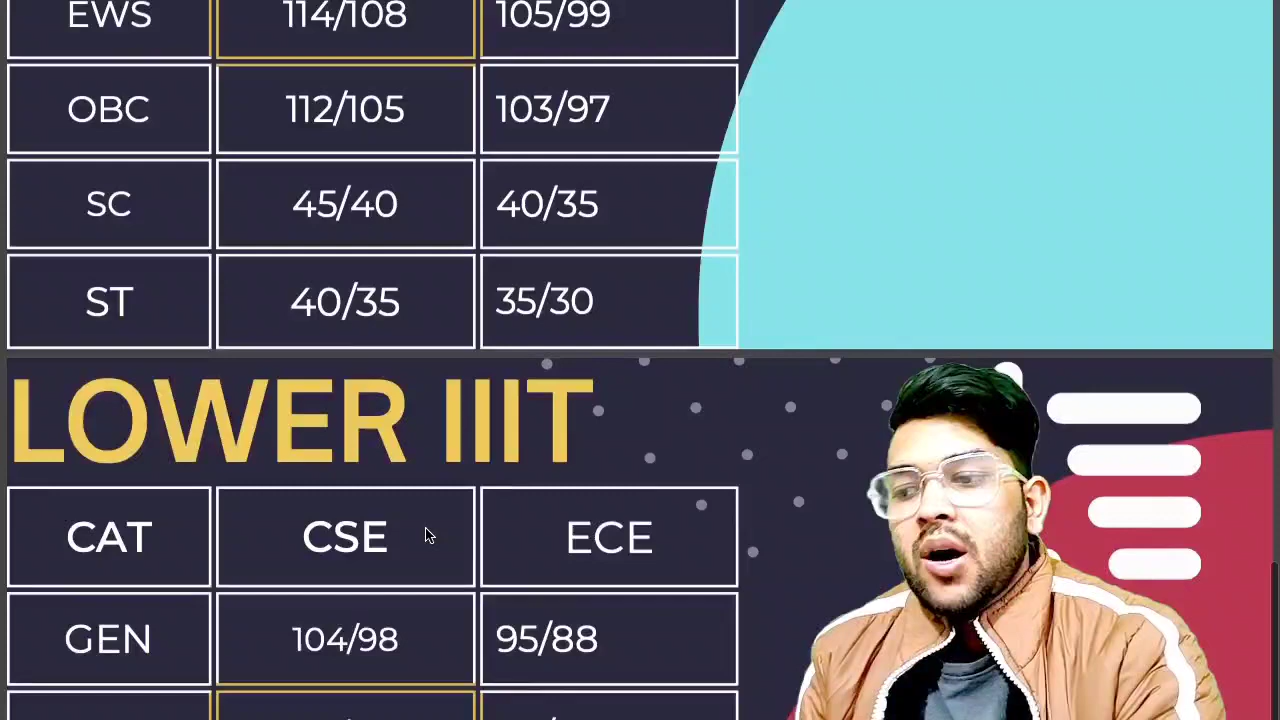 EWS 114/108 105/99
OBC 112/105 103/97
SC 45/40 40/35
ST 40/35 35/30
LOWER IIIT
CAT CSE ECE
GEN 104/98 95/88